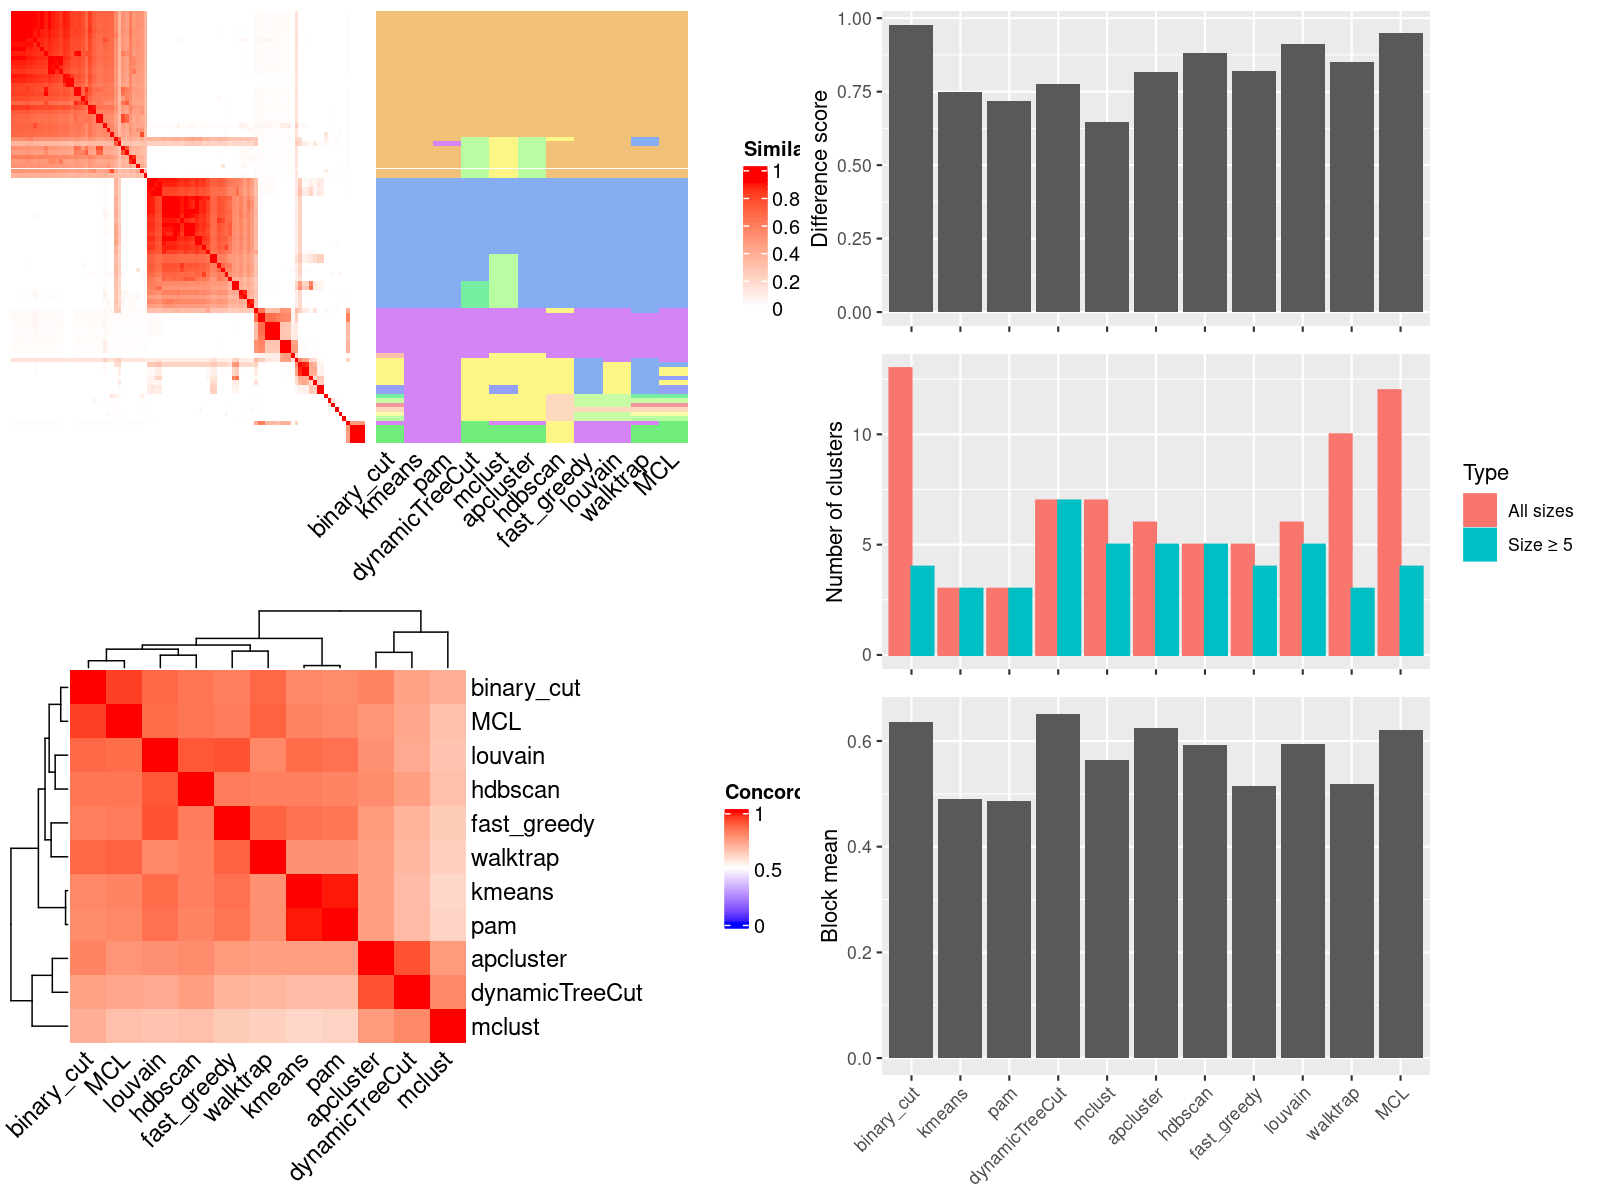 Simila
1
0.8
0.6
0.4
0.2
0
binary_cut
kmeans
pam
dynamicTreeCut
mclust
apcluster
hdbscan
fast_greedy
louvain
walktrap
MCL
binary_cut
MCL
louvain
hdbscan
fast_greedy
walktrap
kmeans
pam
apcluster
dynamicTreeCut
mclust
Concord
1
0.5
0
binary_cut
MCL
louvain
hdbscan
fast_greedy
walktrap
kmeans
pam
apcluster
dynamicTreeCut
mclust
Difference score
1.00
0.75
0.50
0.25
0.00
Number of clusters
10
5
0
Type
All sizes
Size ≥ 5
Block mean
0.6
0.4
0.2
0.0
binary_cut
kmeans
pam
dynamicTreeCut
mclust
apcluster
hdbscan
fast_greedy
louvain
walktrap
MCL